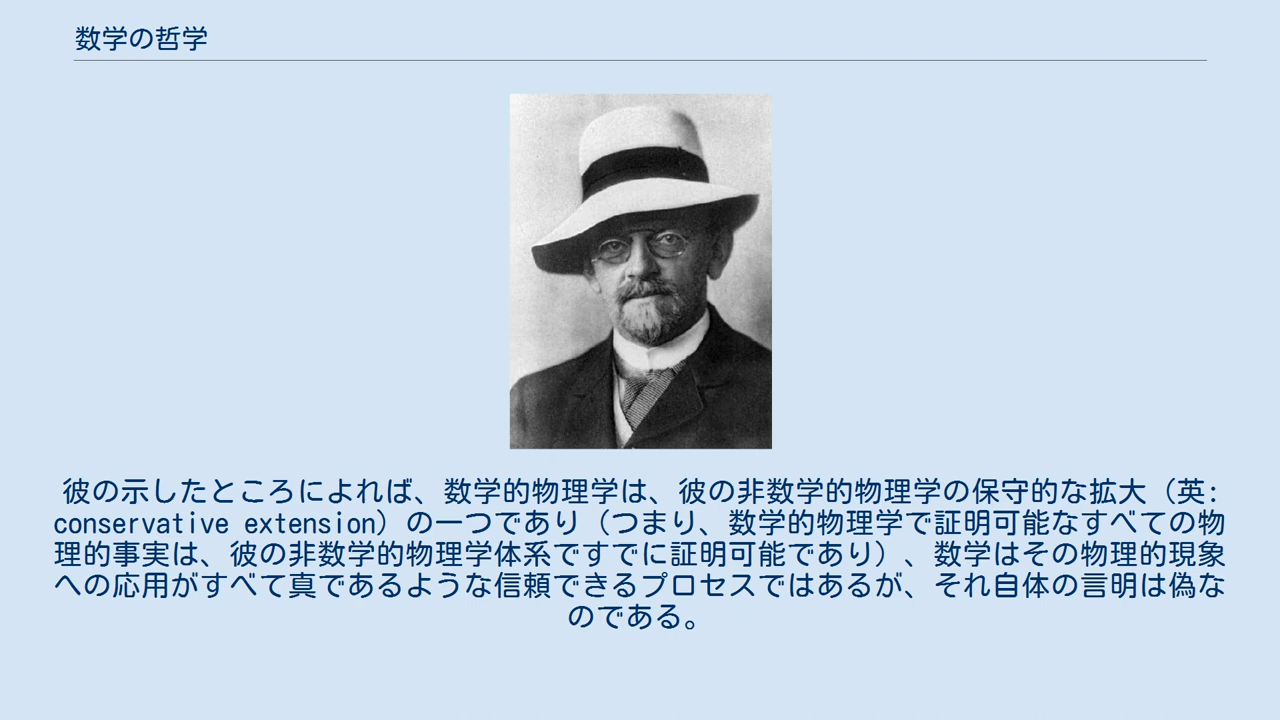 数学の哲学
彼の示したところによれば、数学的物理学は、彼の非数学的物理学の保守的な拡大（英:
conservative extension）の一つであり（つまり、数学的物理学で証明可能なすべての物
理的事実は、彼の非数学的物理学体系ですでに証明可能であり）、数学はその物理的現象
への応用がすべて真であるような信頼できるプロセスではあるが、それ自体の言明は偽な
のである。